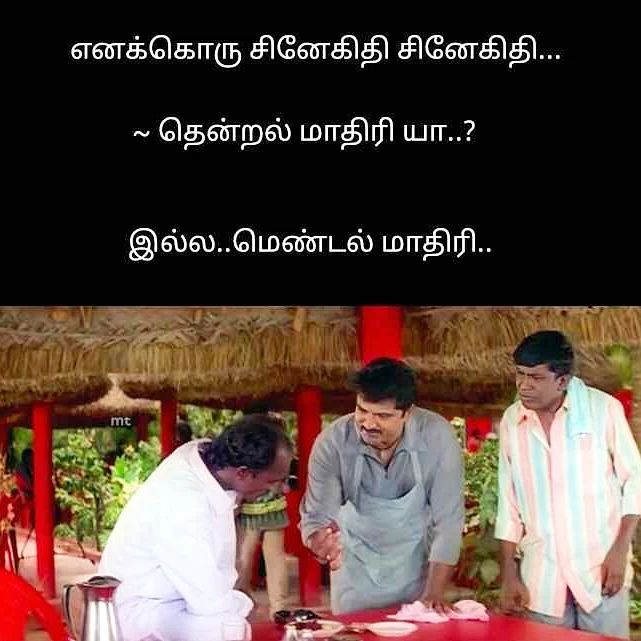 எனக்கொரு சினேகிதி சினேகிதி...
~ தென்றல் மாதிரி யா..?
இல்ல..மெண்டல் மாதிரி..
mt